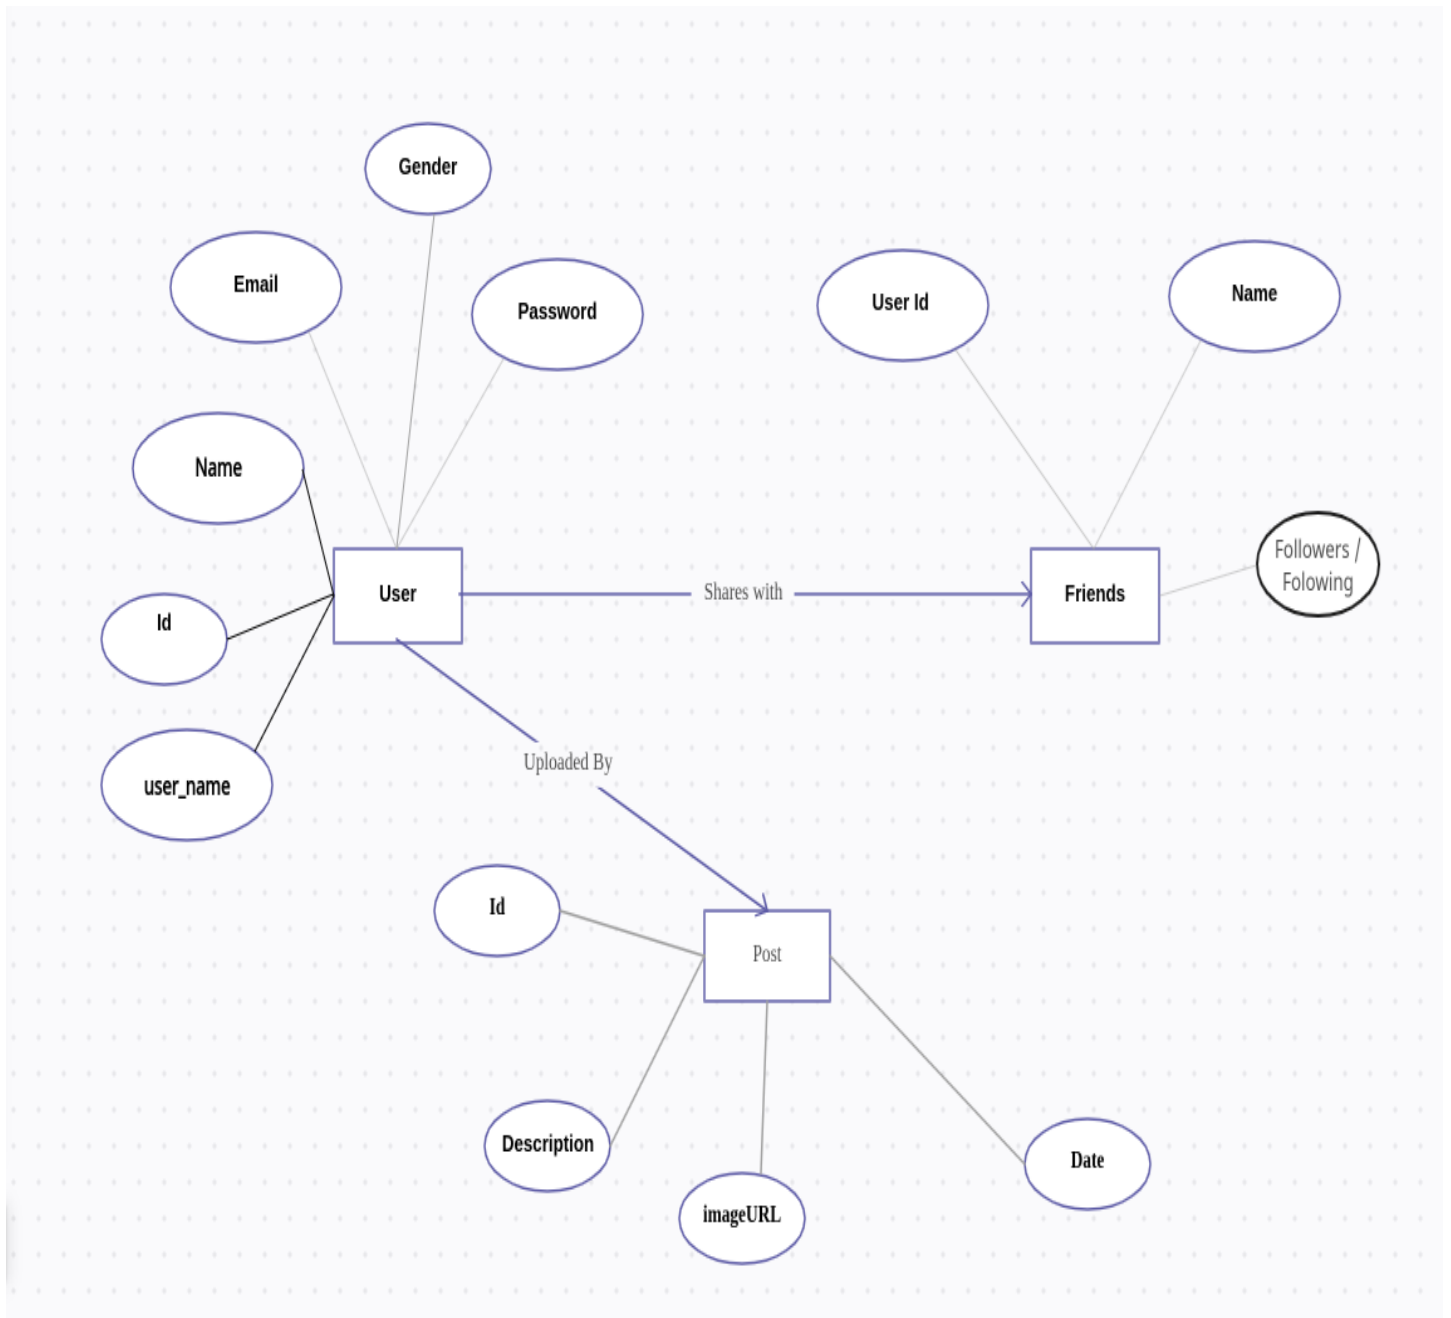 Gender
Email
Password
User Id
Name
Name
Followers /
Folowing
Id
User
Shares with
Friends
user_name
Uploaded By
Id
Post
Description
imageURL
Date